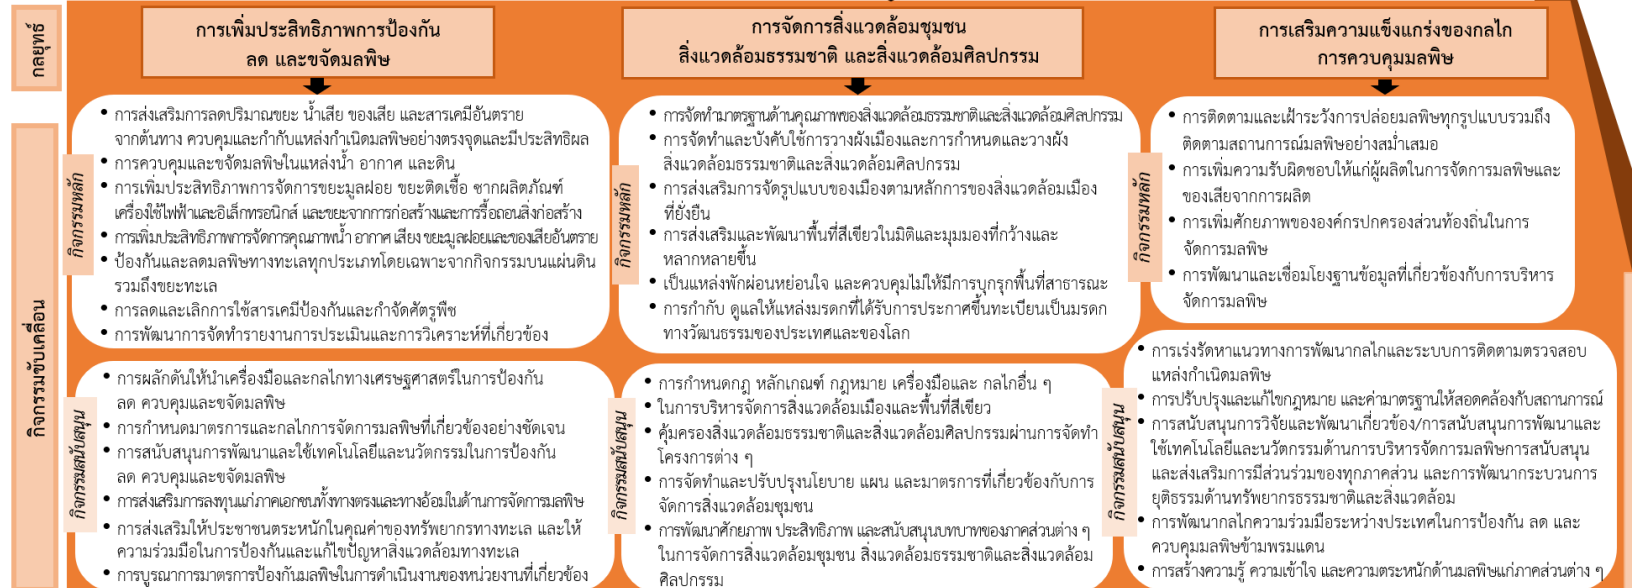 กลยุทธ์
การเพิ่มประสิทธิภาพการป้องกัน
ลด และขจัดมลพิษ
การจัดการสิ่งแวดล้อมชุมชน
สิ่งแวดล้อมธรรมชาติ และสิ่งแวดล้อมศิลปกรรม
การเสริมความแข็งแกร่งของกลไก
การควบคุมมลพิษ
กิจกรรมขับเคลื่อน
กิจกรรมหลัก
• การส่งเสริมการลดปริมาณขยะ น้ำเสีย ของเสีย และสารเคมีอันตราย
จากต้นทาง ควบคุมและกำกับแหล่งกำเนิดมลพิษอย่างตรงจุดและมีประสิทธิผล
• การควบคุมและขจัดมลพิษในแหล่งน้ำ อากาศ และดิน
• การเพิ่มประสิทธิภาพการจัดการขยะมูลฝอย ขยะติดเชื้อ ซากผลิตภัณฑ์
เครื่องใช้ไฟฟ้าและอิเล็กทรอนิกส์ และขยะจากการก่อสร้างและการรื้อถอนสิ่งก่อสร้าง
• การเพิ่มประสิทธิภาพการจัดการคุณภาพน้ำ อากาศ เสียง ขยะมูลฝอยและของเสียอันตราย
• ป้องกันและลดมลพิษทางทะเลทุกประเภทโดยเฉพาะจากกิจกรรมบนแผ่นดิน
รวมถึงขยะทะเล
• การลดและเลิกการใช้สารเคมีป้องกันและกำจัดศัตรูพืช
• การพัฒนาการจัดทำรายงานการประเมินและการวิเคราะห์ที่เกี่ยวข้อง
กิจกรรมหลัก
• การจัดทำมาตรฐานด้านคุณภาพของสิ่งแวดล้อมธรรมชาติและสิ่งแวดล้อมศิลปกรรม
• การจัดทำและบังคับใช้การวางผังเมืองและการกำหนดและวางผัง
สิ่งแวดล้อมธรรมชาติและสิ่งแวดล้อมศิลปกรรม
• การส่งเสริมการจัดรูปแบบของเมืองตามหลักการของสิ่งแวดล้อมเมือง
ที่ยั่งยืน
• การส่งเสริมและพัฒนาพื้นที่สีเขียวในมิติและมุมมองที่กว้างและ
หลากหลายขึ้น
• เป็นแหล่งพักผ่อนหย่อนใจ และควบคุมไม่ให้มีการบุกรุกพื้นที่สาธารณะ
• การกำกับ ดูแลให้แหล่งมรดกที่ได้รับการประกาศขึ้นทะเบียนเป็นมรดก
ทางวัฒนธรรมของประเทศและของโลก
กิจกรรมหลัก
• การติดตามและเฝ้าระวังการปล่อยมลพิษทุกรูปแบบรวมถึง
ติดตามสถานการณ์มลพิษอย่างสม่ำเสมอ
• การเพิ่มความรับผิดชอบให้แก่ผู้ผลิตในการจัดการมลพิษและ
ของเสียจากการผลิต
• การเพิ่มศักยภาพขององค์กรปกครองส่วนท้องถิ่นในการ
จัดการมลพิษ
• การพัฒนาและเชื่อมโยงฐานข้อมูลที่เกี่ยวข้องกับการบริหาร
จัดการมลพิษ
กิจกรรมสนับสนุน
• การผลักดันให้นำเครื่องมือและกลไกทางเศรษฐศาสตร์ในการป้องกัน
ลด ควบคุมและขจัดมลพิษ
• การกำหนดมาตรการและกลไกการจัดการมลพิษที่เกี่ยวข้องอย่างชัดเจน
• การสนับสนุนการพัฒนาและใช้เทคโนโลยีและนวัตกรรมในการป้องกัน
ลด ควบคุมและขจัดมลพิษ
• การส่งเสริมการลงทุนแก่ภาคเอกชนทั้งทางตรงและทางอ้อมในด้านการจัดการมลพิษ
• การส่งเสริมให้ประชาชนตระหนักในคุณค่าของทรัพยากรทางทะเล และให้
ความร่วมมือในการป้องกันและแก้ไขปัญหาสิ่งแวดล้อมทางทะเล
• การบูรณาการมาตรการป้องกันมลพิษในการดำเนินงานของหน่วยงานที่เกี่ยวข้อง
กิจกรรมสนับสนุน
• การกำหนดกฎ หลักเกณฑ์ กฎหมาย เครื่องมือและ กลไกอื่น ๆ
• ในการบริหารจัดการสิ่งแวดล้อมเมืองและพื้นที่สีเขียว
• คุ้มครองสิ่งแวดล้อมธรรมชาติและสิ่งแวดล้อมศิลปกรรมผ่านการจัดทำ
โครงการต่าง ๆ
• การจัดทำและปรับปรุงนโยบาย แผน และมาตรการที่เกี่ยวข้องกับการ
จัดการสิ่งแวดล้อมชุมชน
• การพัฒนาศักยภาพ ประสิทธิภาพ และสนับสนุนบทบาทของภาคส่วนต่าง ๆ
ในการจัดการสิ่งแวดล้อมชุมชน สิ่งแวดล้อมธรรมชาติและสิ่งแวดล้อม
ศิลปกรรม
กิจกรรมสนับสนุน
• การเร่งรัดหาแนวทางการพัฒนากลไกและระบบการติดตามตรวจสอบ
แหล่งกำเนิดมลพิษ
• การปรับปรุงและแก้ไขกฎหมาย และค่ามาตรฐานให้สอดคล้องกับสถานการณ์
• การสนับสนุนการวิจัยและพัฒนาเกี่ยวข้อง/การสนับสนุนการพัฒนาและ
ใช้เทคโนโลยีและนวัตกรรมด้านการบริหารจัดการมลพิษการสนับสนุน
และส่งเสริมการมีส่วนร่วมของทุกภาคส่วน และการพัฒนากระบวนการ
ยุติธรรมด้านทรัพยากรธรรมชาติและสิ่งแวดล้อม
• การพัฒนากลไกความร่วมมือระหว่างประเทศในการป้องกัน ลด และ
ควบคุมมลพิษข้ามพรมแดน
• การสร้างความรู้ ความเข้าใจ และความตระหนักด้านมลพิษแก่ภาคส่วนต่าง ๆ